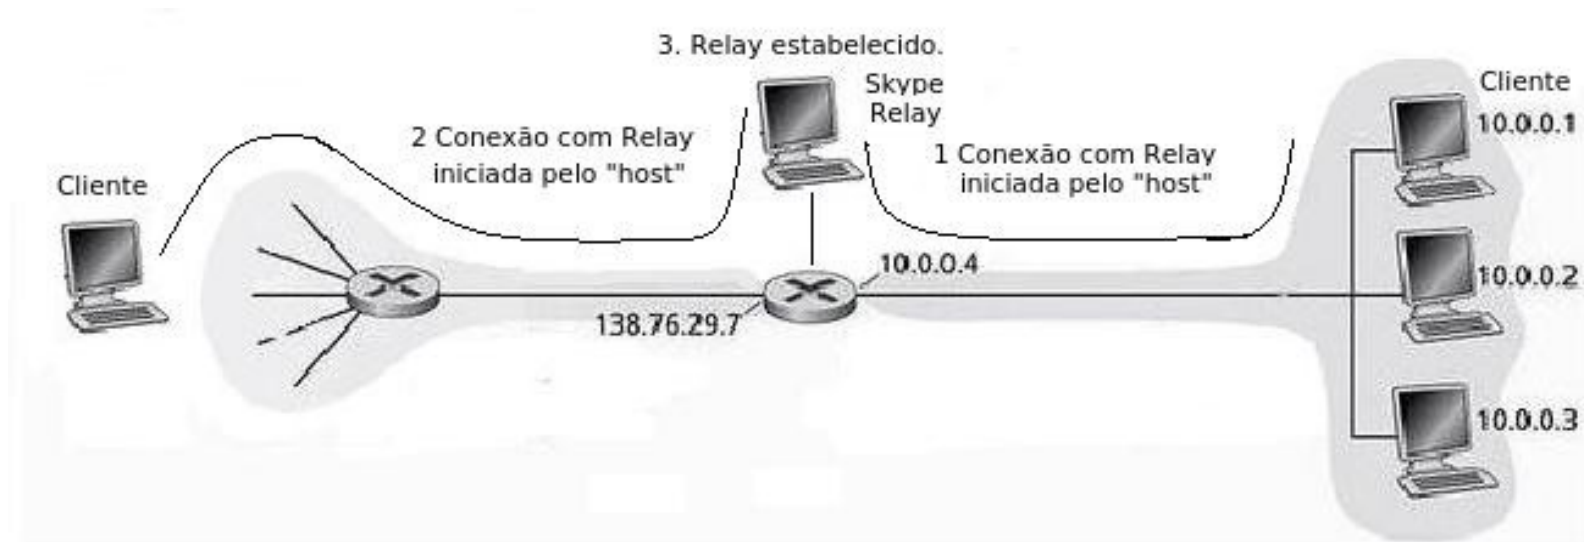 3. Relay estabelecido.
Skype
Relay
Cliente
10.0.0.1
2 Conexão com Relay
iniciada pelo "host"
1 Conexão com Relay
iniciada pelo "host"
Cliente
10.0.0.4
10.0.0.2
138.76.29.7
10.0.0.3